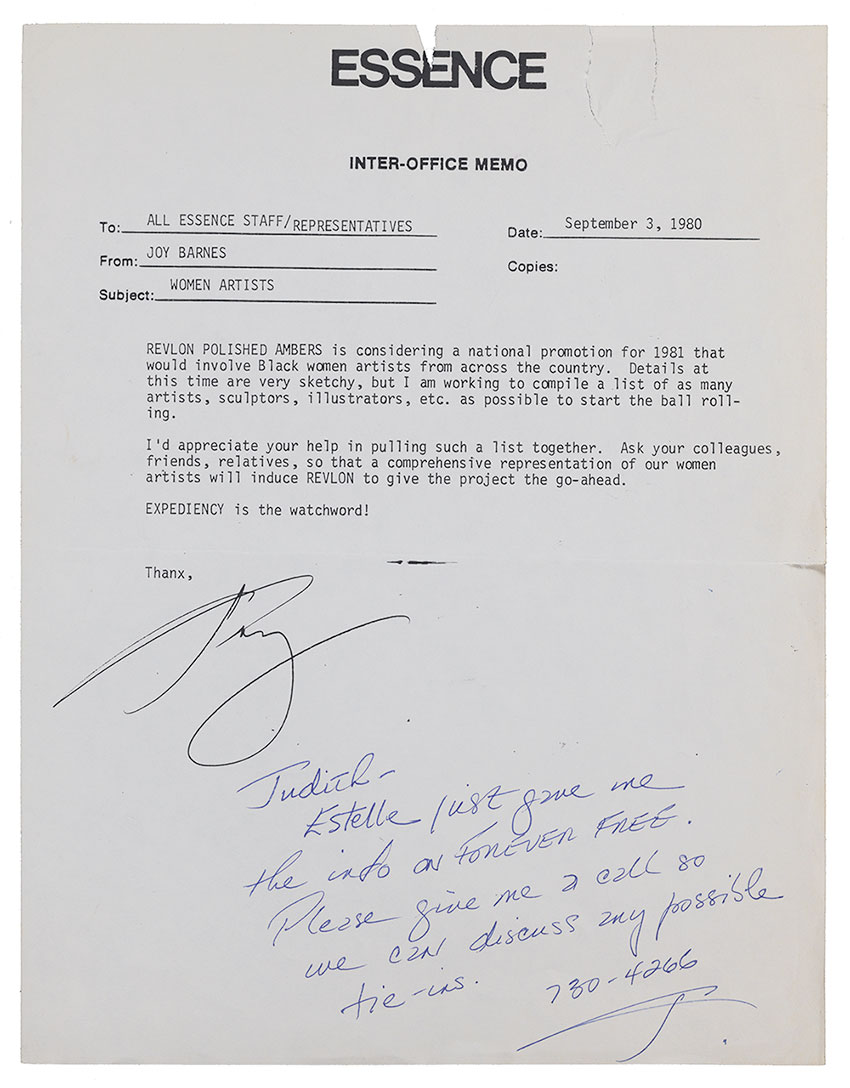 ESSENCE
INTER-OFFICE MEMO
To: ALL ESSENCE STAFF/REPRESENTATIVES
Date: September 3, 1980
From: JOY BARNES
Copies:
Subject: WOMEN ARTISTS
REVLON POLISHED AMBERS is considering a national promotion for 1981 that
would involve Black women artists from across the country. Details at
this time are very sketchy, but I am working to compile a list of as many
artists, sculptors, illustrators, etc. as possible to start the ball roll-
ing.
I'd appreciate your help in pulling such a list together. Ask your colleagues,
friends, relatives, so that a comprehensive representation of our women
artists will induce REVLON to give the project the go-ahead.
EXPEDIENCY is the watchword!
Thanx,
Joy
Judith-
Estelle just gave me
the info on FOREVER FREE.
Please give me a call so
we can discuss any possible
tie-ins. 730-4266
J